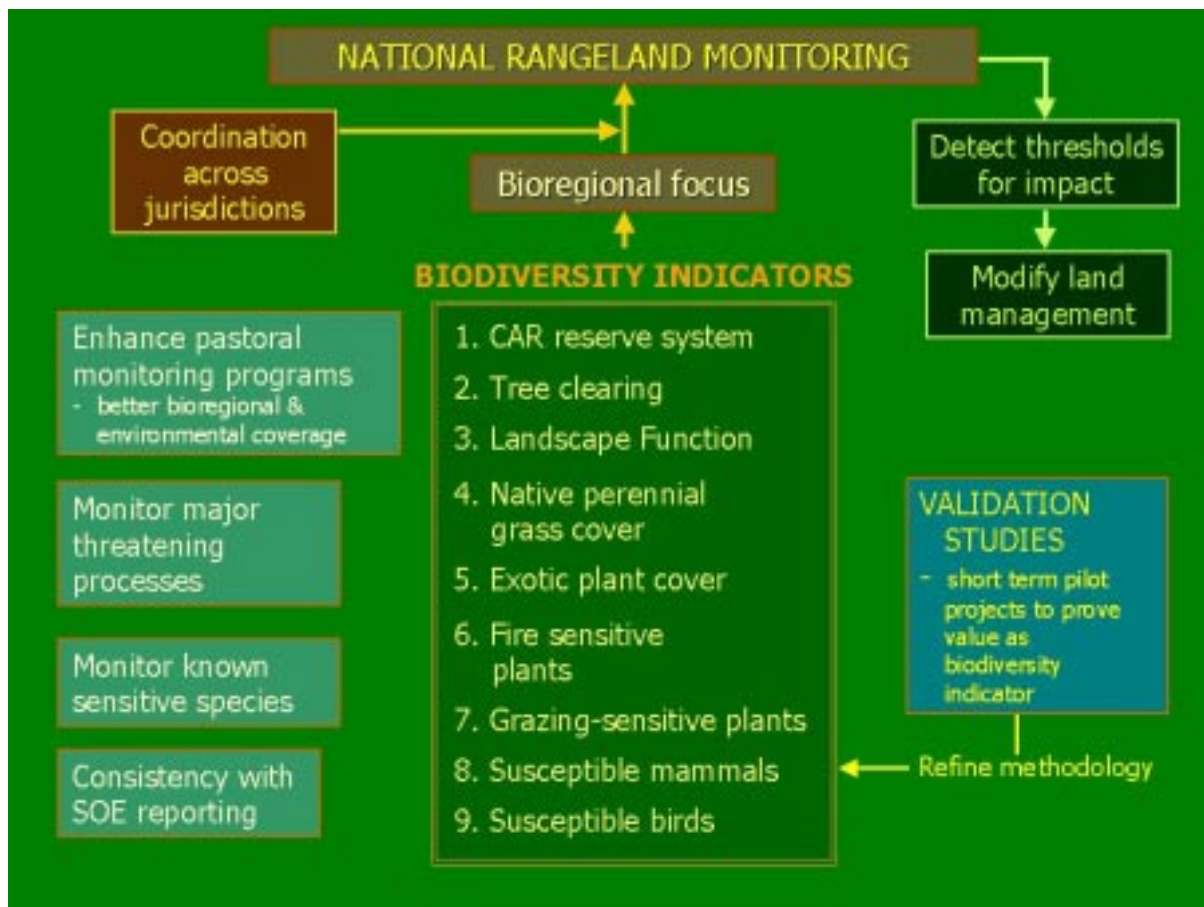 NATIONAL RANGELAND MONITORING
Coordination
across
jurisdictions
Bioregional focus
Detect thresholds
for impact
Modify land
management
BIODIVERSITY INDICATORS
Enhance pastoral
monitoring programs
- better bioregional &
environmental coverage
Monitor major
threatening
processes
Monitor known
sensitive species
Consistency with
SOE reporting
1. CAR reserve system
2. Tree clearing
3. Landscape Function
4. Native perennial
grass cover
5. Exotic plant cover
6. Fire sensitive
plants
7. Grazing-sensitive plants
8. Susceptible mammals
9. Susceptible birds
VALIDATION
STUDIES
- short term pilot
projects to prove
value as
biodiversity
indicator
Refine methodology